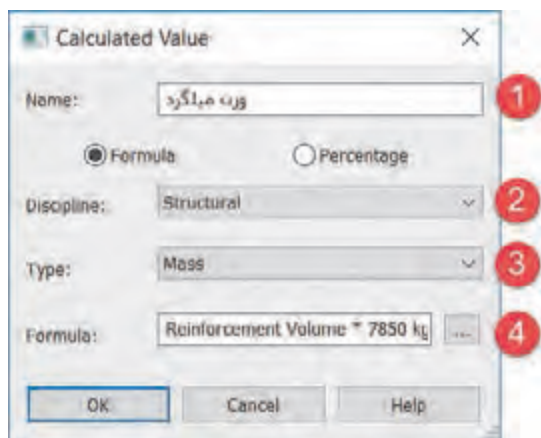 Calculated Value
Name: وزن میلگرد 1
Formula Percentage
Discipline: Structural 2
Type: Mass 3
Formula: Reinforcement Volume * 7850 kg ... 4
OK Cancel Help